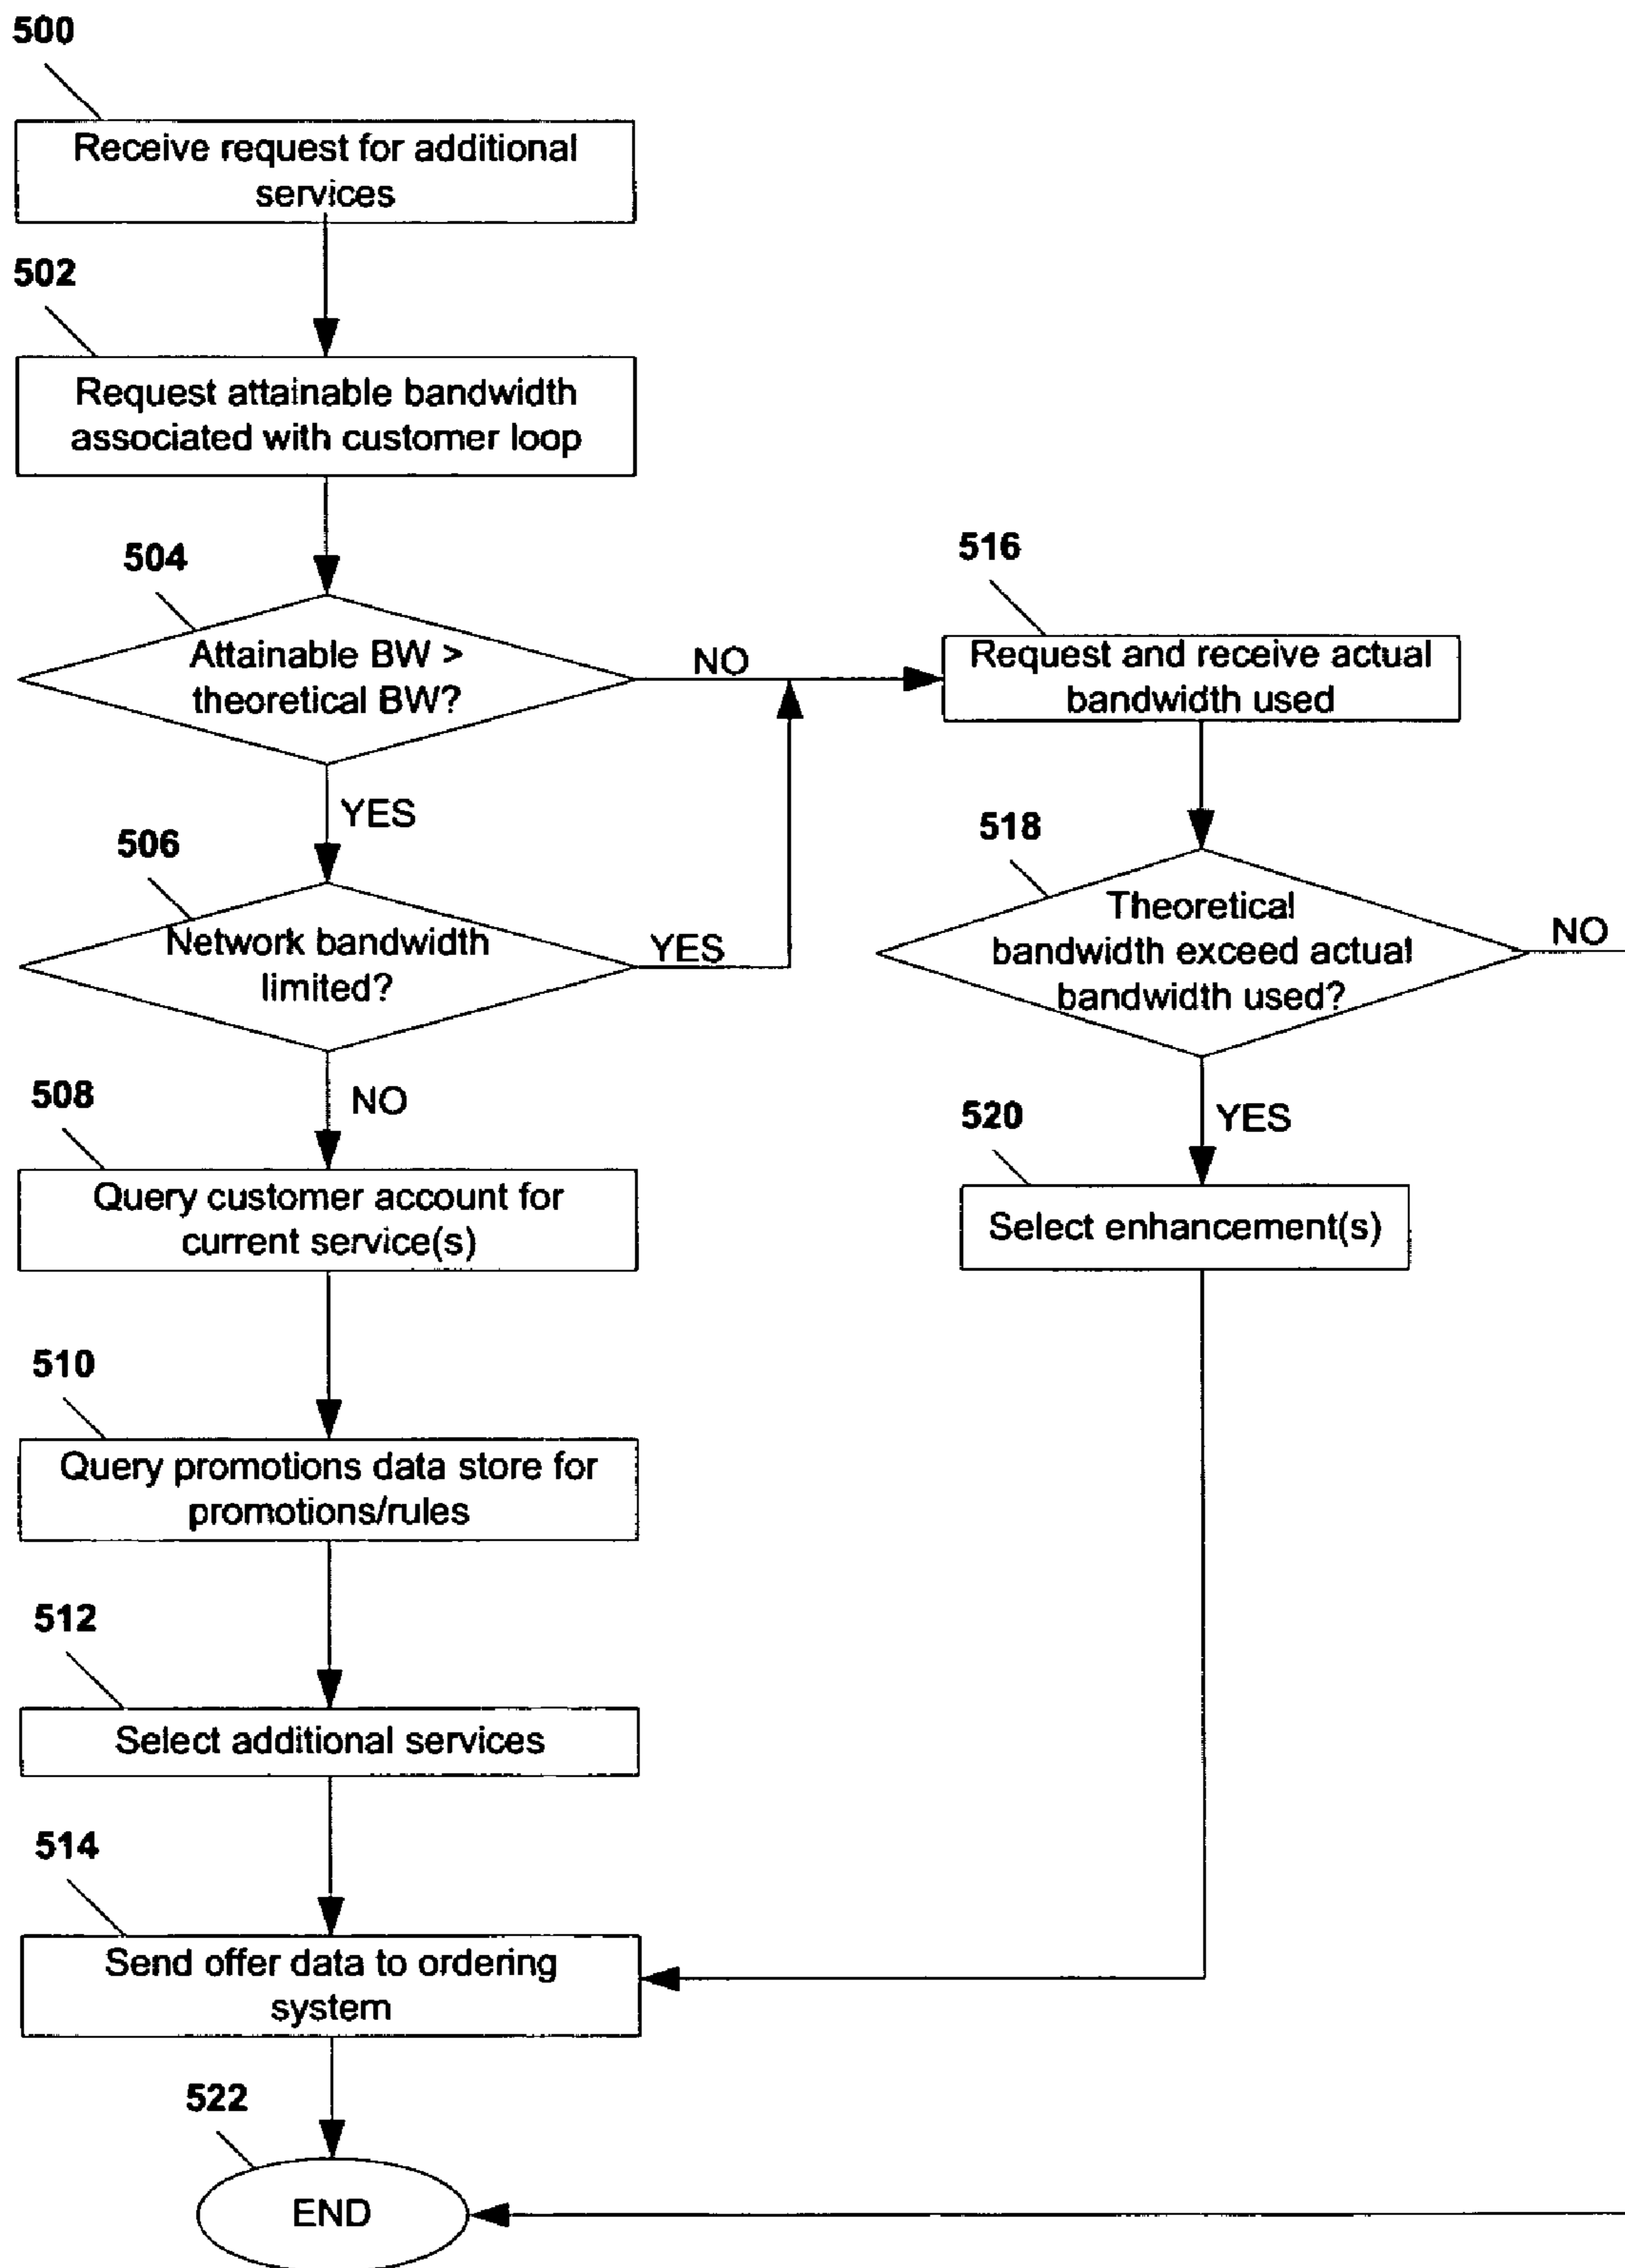 500
Receive request for additional
services
502
Request attainable bandwidth
associated with customer loop
504
Attainable BW >
theoretical BW?
NO
YES
506
Network bandwidth
limited?
YES
NO
508
Query customer account for
current service(s)
510
Query promotions data store for
promotions/rules
512
Select additional services
514
Send offer data to ordering
system
522
END
516
Request and receive actual
bandwidth used
518
Theoretical
bandwidth exceed actual
bandwidth used?
NO
YES
520
Select enhancement(s)